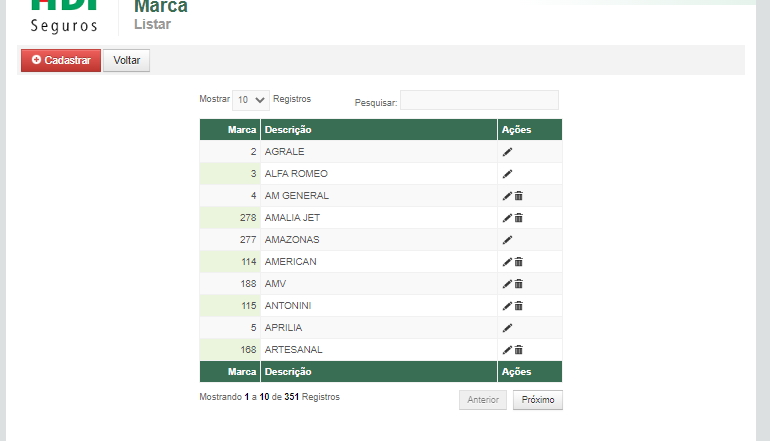 HDI
Seguros
Marca
Listar
Cadastrar Voltar
Mostrar 10 Registros Pesquisar:
Marca Descrição Ações
2 AGRALE
3 ALFA ROMEO
4 AM GENERAL
278 AMALIA JET
277 AMAZONAS
114 AMERICAN
188 AMV
115 ANTONINI
5 APRILIA
168 ARTESANAL
Marca Descrição Ações
Mostrando 1 a 10 de 351 Registros Anterior Próximo